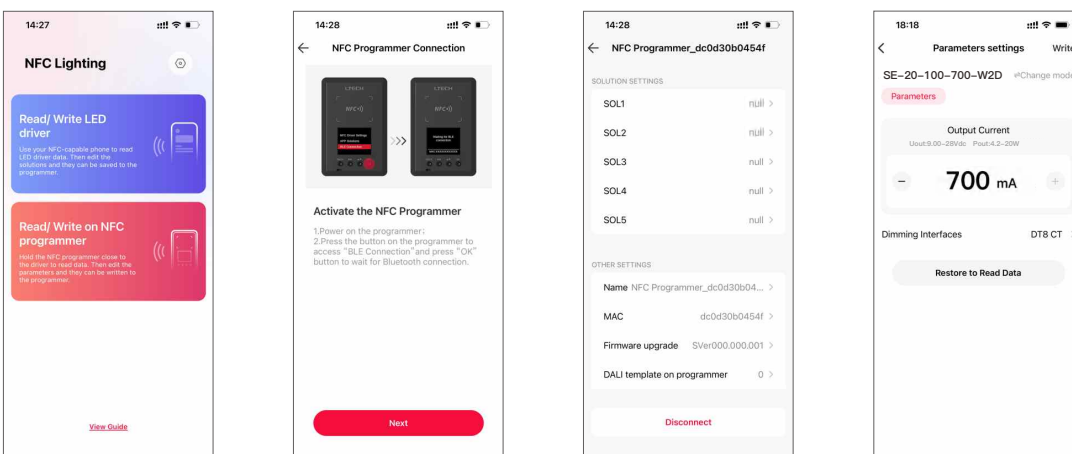 14:27
NFC Lighting
Read/ Write LED
driver
Use your NFC-capable phone to read
LED driver data. Then edit the
solutions and they can be saved to the
programmer.
Read/ Write on NFC
programmer
Hold the NFC programmer close to
the driver to read data. Then edit the
parameters and they can be written to
the programmer.
View Guide
14:28
NFC Programmer Connection
LTECH
NFC
LTECH
NFC
>>>
Activate the NFC Programmer
1.Power on the programmer;
2.Press the button on the programmer to
access "BLE Connection"and press "OK"
button to wait for Bluetooth connection.
Next
14:28
NFC Programmer_dc0d30b0454f
SOLUTION SETTINGS
SOL1 null >
SOL2 null >
SOL3 null >
SOL4 null >
SOL5 null >
OTHER SETTINGS
Name NFC Programmer_dc0d30b04... >
MAC dc0d30b0454f >
Firmware upgrade SVer000.000.001 >
DALI template on programmer 0 >
Disconnect
18:18
Parameters settings Write
SE-20-100-700-W2D ⇌Change mode
Parameters
Output Current
Uout:9.00-28Vdc Pout:4.2-20W
- 700 mA +
Dimming Interfaces DT8 CT
Restore to Read Data